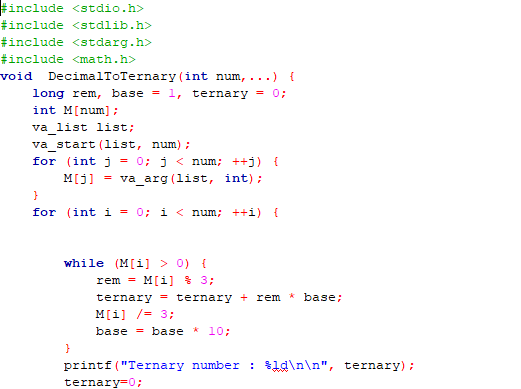 #include <stdio.h>
#include <stdlib.h>
#include <stdarg.h>
#include <math.h>
void  DecimalToTernary(int num,...) {
    long rem, base = 1, ternary = 0;
    int M[num];
    va_list list;
    va_start(list, num);
    for (int j = 0; j < num; ++j) {
        M[j] = va_arg(list, int);
    }
    for (int i = 0; i < num; ++i) {
        while (M[i] > 0) {
            rem = M[i] % 3;
            ternary = ternary + rem * base;
            M[i] /= 3;
            base = base * 10;
        }
        printf("Ternary number : %ld\n\n", ternary);
        ternary=0;